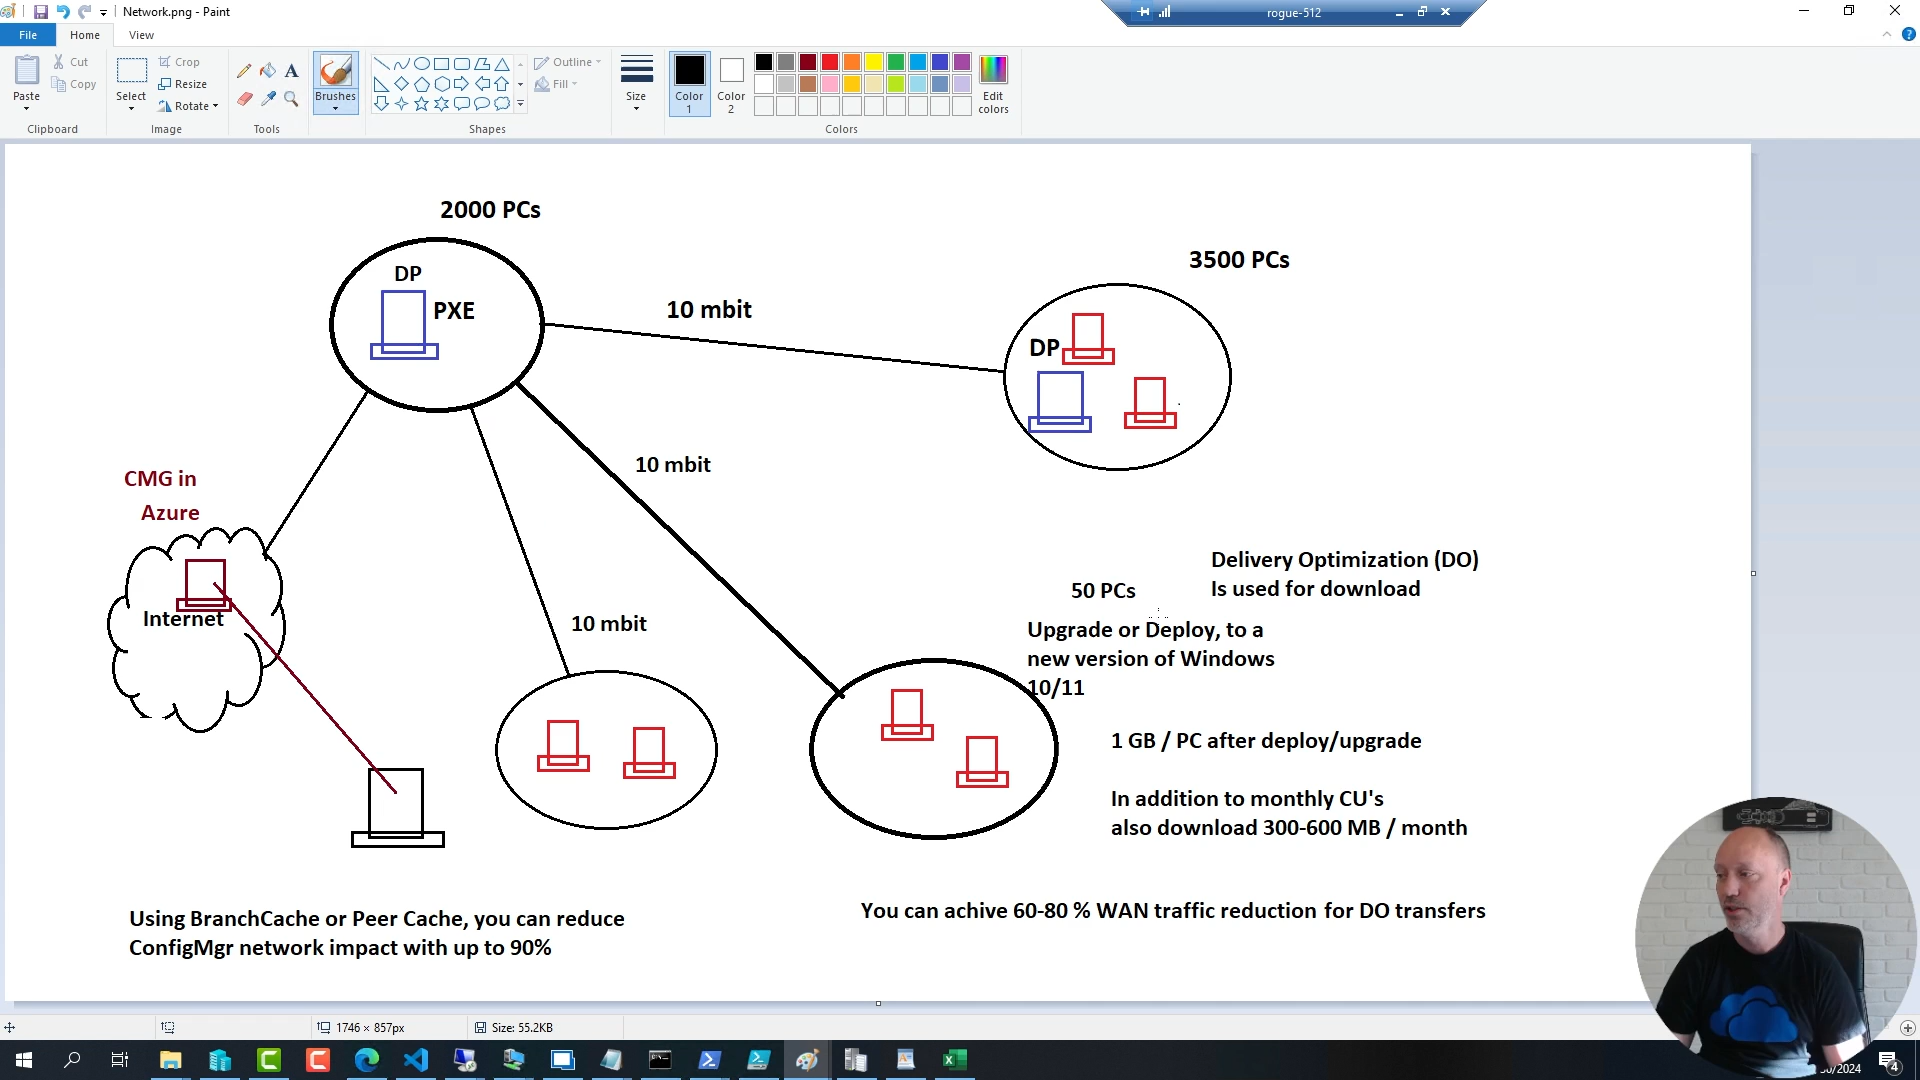 Network.png - Paint
rogue-512
File
Home
View
Paste
Cut
Copy
Clipboard
Select
Crop
Resize
Rotate
Image
Tools
Brushes
Shapes
Outline
Fill
Size
Color
1
Color
2
Edit
colors
Colors
2000 PCs
DP
PXE
10 mbit
3500 PCs
DP
10 mbit
CMG in
Azure
Internet
10 mbit
50 PCs
Delivery Optimization (DO)
Is used for download
Upgrade or Deploy, to a
new version of Windows
10/11
1 GB / PC after deploy/upgrade
In addition to monthly CU's
also download 300-600 MB / month
Using BranchCache or Peer Cache, you can reduce
ConfigMgr network impact with up to 90%
You can achive 60-80 % WAN traffic reduction for DO transfers
1746 × 857px
Size: 55.2KB
4